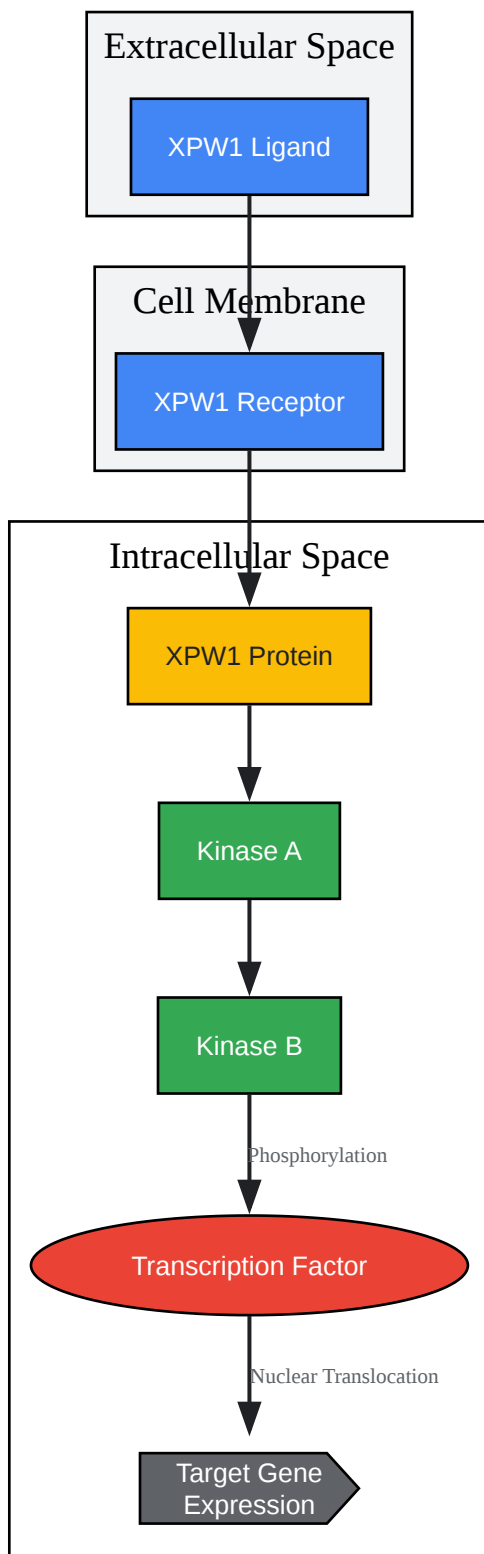 Extracellular Space
XPW1 Ligand
Cell Membrane
XPW1 Receptor
Intracellular Space
XPW1 Protein
Kinase A
Kinase B
Phosphorylation
Transcription Factor
Nuclear Translocation
Target Gene
Expression